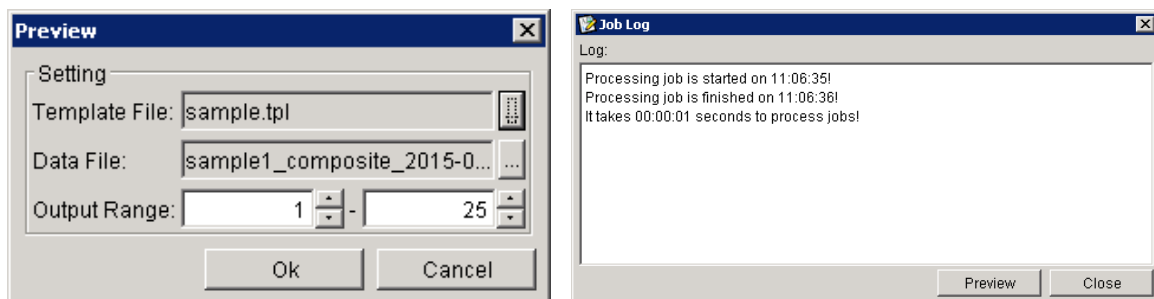 Preview
Setting
Template File: sample.tpl
Data File: sample1_composite_2015-0... ...
Output Range: 1 - 25
Ok Cancel
Job Log
Log:
Processing job is started on 11:06:35!
Processing job is finished on 11:06:36!
It takes 00:00:01 seconds to process jobs!
Preview Close